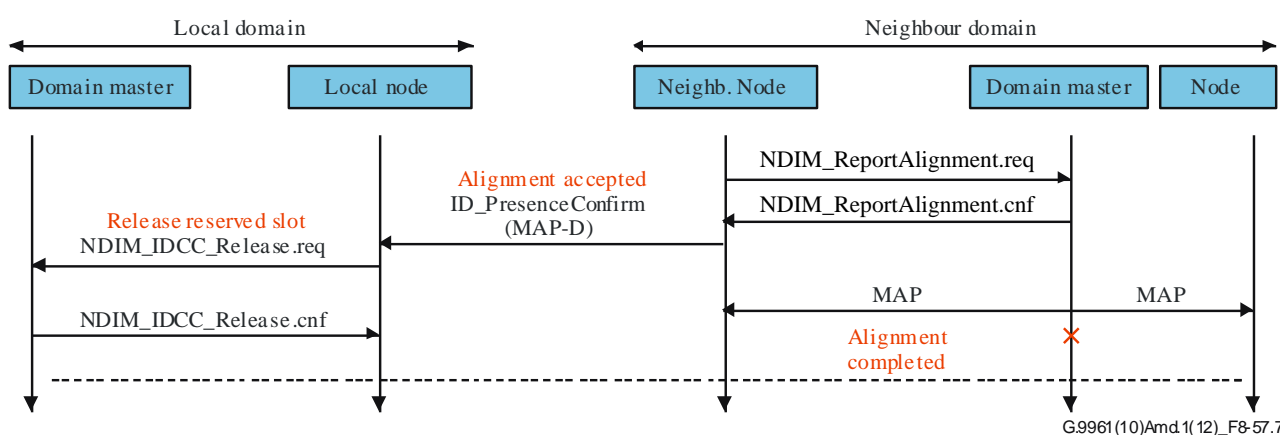 Local domain
Neighbour domain
Domain master
Local node
Neighb. Node
Domain master
Node
NDIM_ReportAlignment.req
Alignment accepted
ID_PresenceConfirm
(MAP-D)
NDIM_ReportAlignment.cnf
Release reserved slot
NDIM_IDCC_Release.req
MAP
MAP
NDIM_IDCC_Release.cnf
Alignment
completed
G.9961(10)Amd.1(12)_F8-57.7